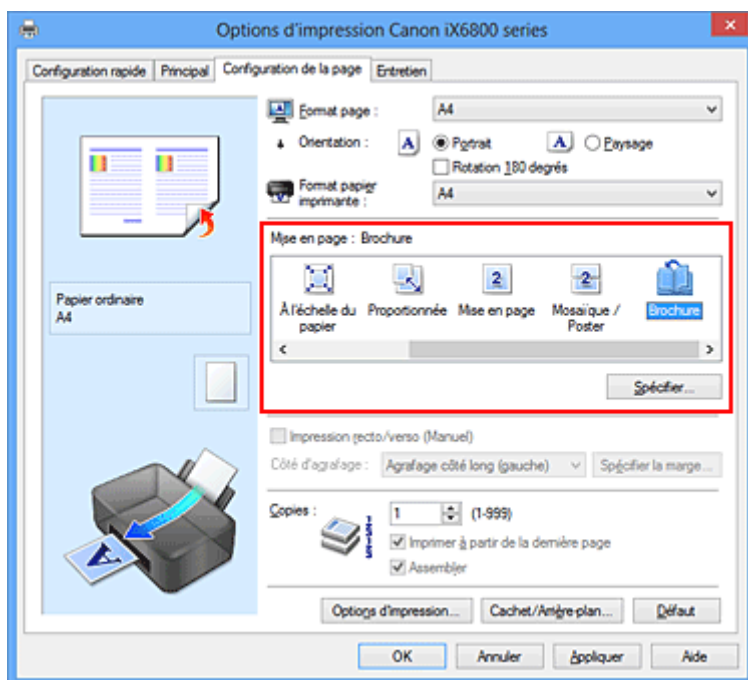 Options d'impression Canon iX6800 series
Configuration rapide Principal Configuration de la page Entretien
Format page : A4
Orientation : A Portrait A Paysage
Rotation 180 degrés
Format papier
imprimante : A4
Mise en page : Brochure
À l'échelle du papier Proportionnée Mise en page Mosaïque / Poster Brochure
Papier ordinaire
A4
Spécifier...
Impression recto/verso (Manuel)
Côté d'agrafage : Agrafage côté long (gauche) Spécifier la marge...
Copies : 1 (1-999)
Imprimer à partir de la dernière page
Assembler
Options d'impression... Cachet/Arrière-plan... Défaut
OK Annuler Appliquer Aide